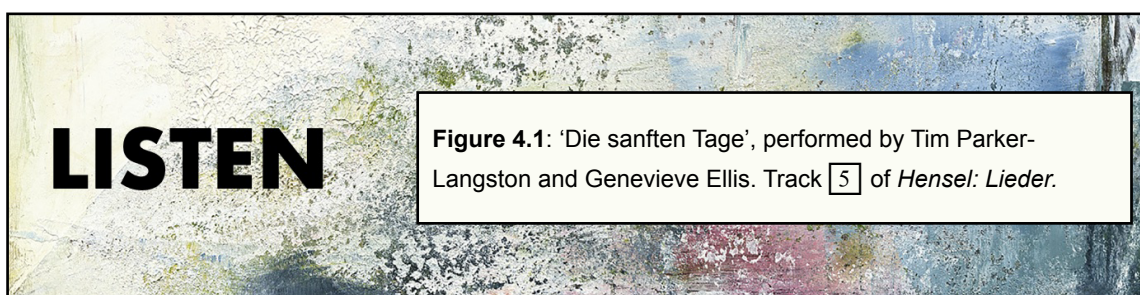 LISTEN
Figure 4.1: ‘Die sanften Tage’, performed by Tim Parker-
Langston and Genevieve Ellis. Track 5 of Hensel: Lieder.